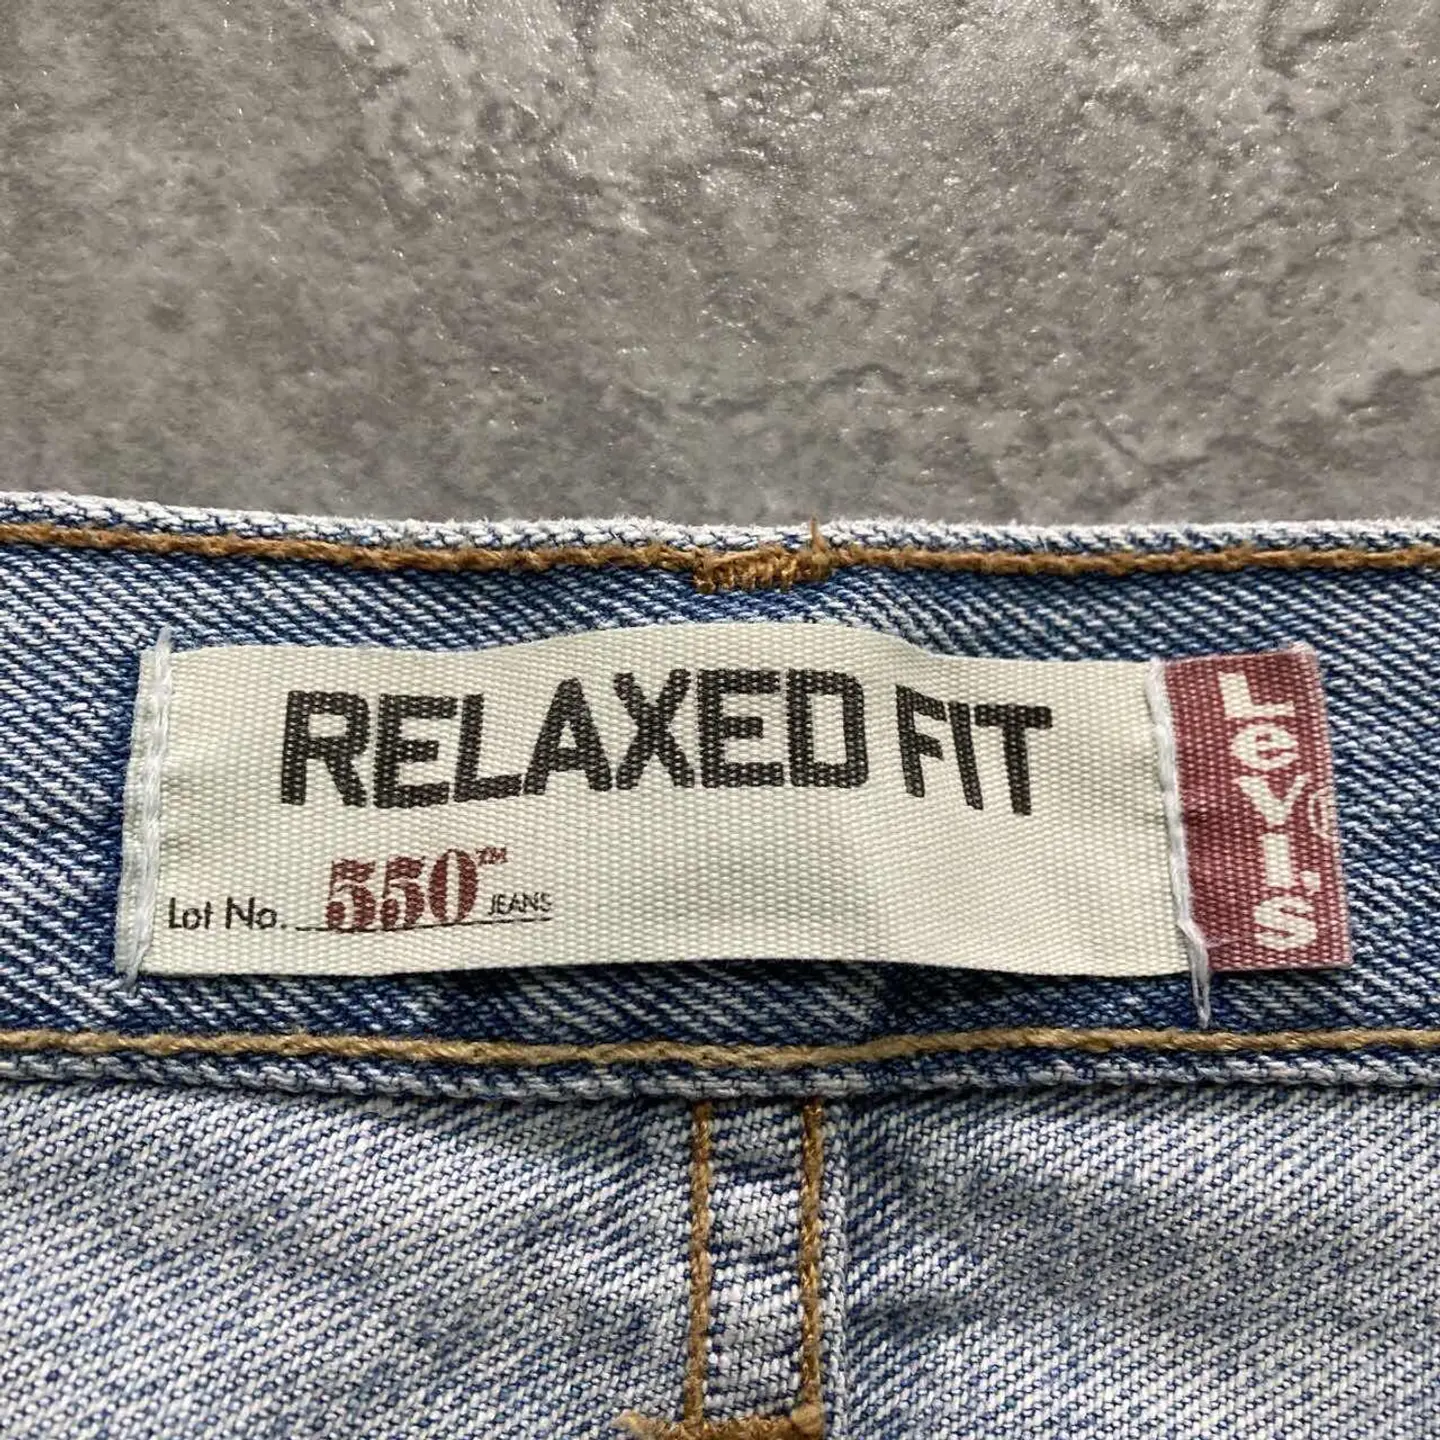 RELAXED FIT
Lot No. 550™ JEANS
Levi's®